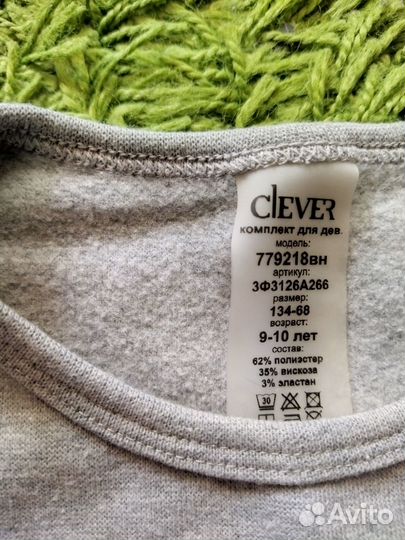 ClEVER
комплект для дев.
модель:
779218вн
артикул:
3Ф3126А266
размер:
134-68
возраст:
9-10 лет
состав:
62% полиэстер
35% вискоза
3% эластан
30
Avito